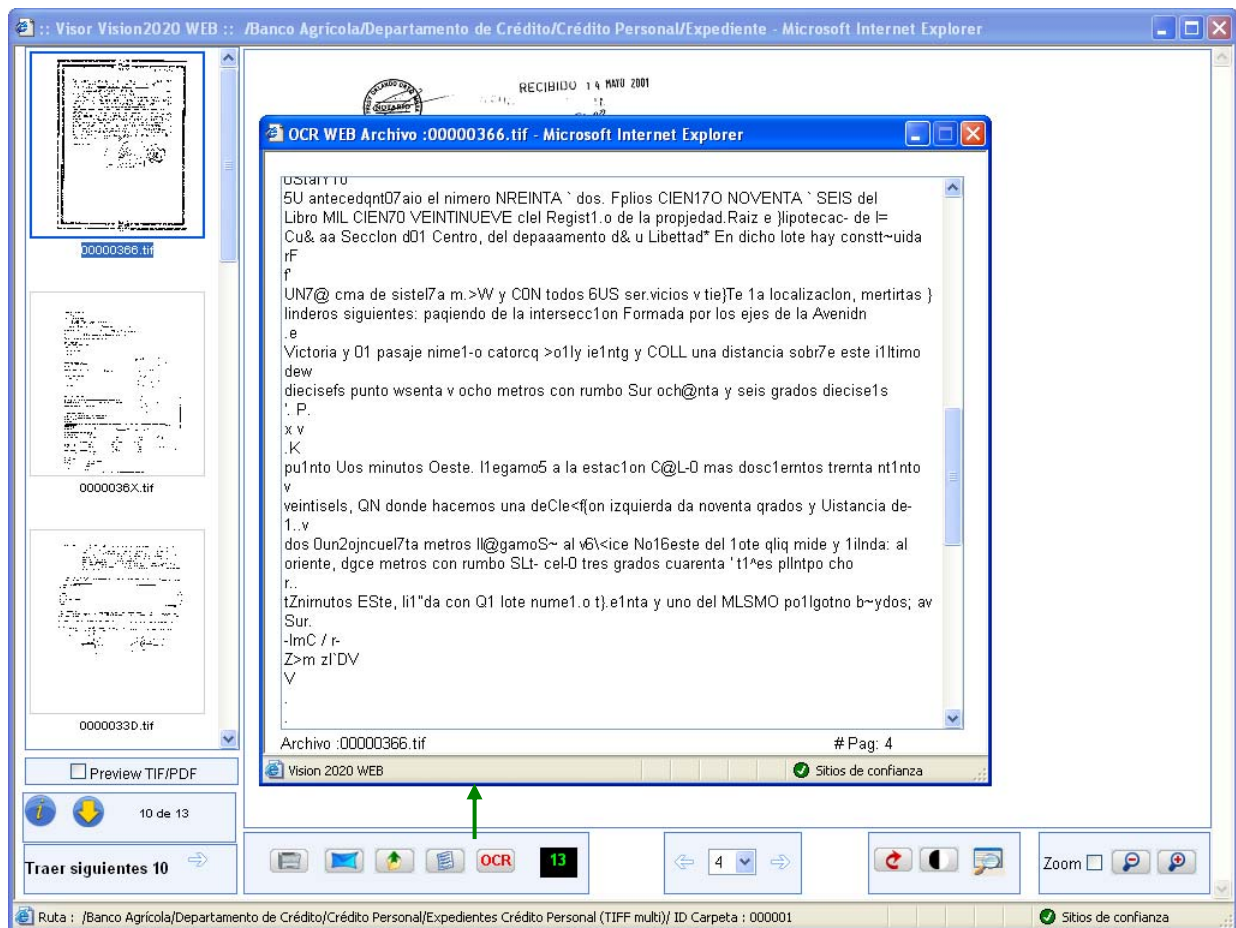 :: Visor Vision2020 WEB :: /Banco Agrícola/Departamento de Crédito/Crédito Personal/Expediente - Microsoft Internet Explorer
00000366.tif
0000036X.tif
0000033D.tif
Preview TIF/PDF
10 de 13
Traer siguientes 10
NOTARIO
RECIBIDO 14 MAYO 2001
OCR WEB Archivo :00000366.tif - Microsoft Internet Explorer
5U antecedqnt07aio el nimero NREINTA ` dos. Fplios CIEN17O NOVENTA ` SEIS del
Libro MIL CIEN70 VEINTINUEVE clel Regist1.o de la propjedad.Raiz e }lipotecac- de l=
Cu& aa Secclon d01 Centro, del depaaamento d& u Libettad* En dicho lote hay constt~uida
rF
f'
UN7@ cma de sistel7a m.>W y C0N todos 6US ser.vicios v tie}Te 1a localizaclon, mertirtas }
linderos siguientes: paqiendo de la intersecc1on Formada por los ejes de la Avenidn
.e
Victoria y 01 pasaje nime1-o catorcq >o1ly ie1ntg y COLL una distancia sobr7e este i1ltimo
dew
diecisefs punto wsenta v ocho metros con rumbo Sur och@nta y seis grados diecise1s
'. P.
x v
.K
pu1nto Uos minutos Oeste. l1egamo5 a la estac1on C@L-0 mas dosc1erntos trernta nt1nto
v
veintisels, QN donde hacemos una deCle<f{on izquierda da noventa qrados y Uistancia de-
1..v
dos 0un2ojncuel7ta metros ll@gamoS~ al v6\<ice No16este del 1ote qliq mide y 1ilnda: al
oriente, dgce metros con rumbo SLt- cel-0 tres grados cuarenta ' t1^es pllntpo cho
r..
tZnirnutos ESte, li1"da con Q1 lote nume1.o t}.e1nta y uno del MLSMO po1lgotno b~ydos; av
Sur.
-lmC / r-
Z>m zl`DV
V
.
.
Archivo :00000366.tif # Pag: 4
Vision 2020 WEB Sitios de confianza
OCR 13 4 Zoom
Ruta : /Banco Agrícola/Departamento de Crédito/Crédito Personal/Expedientes Crédito Personal (TIFF multi)/ ID Carpeta : 000001 Sitios de confianza